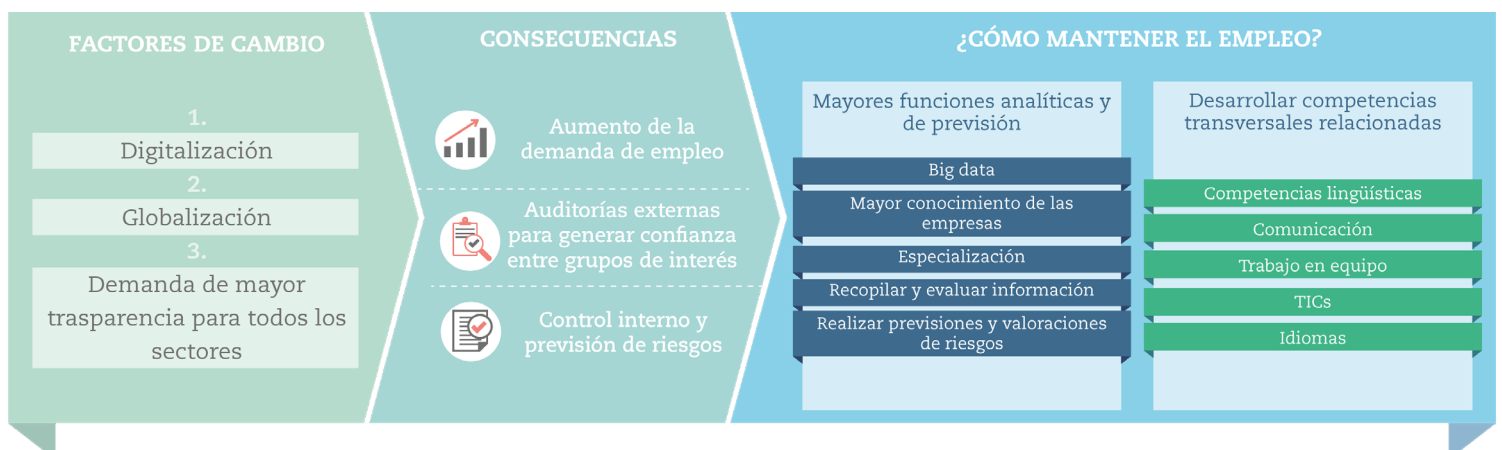 FACTORES DE CAMBIO
1.
Digitalización
2.
Globalización
3.
Demanda de mayor
trasparencia para todos los
sectores
CONSECUENCIAS
Aumento de la
demanda de empleo
Auditorías externas
para generar confianza
entre grupos de interés
Control interno y
previsión de riesgos
¿CÓMO MANTENER EL EMPLEO?
Mayores funciones analíticas y
de previsión
Big data
Mayor conocimiento de las
empresas
Especialización
Recopilar y evaluar información
Realizar previsiones y valoraciones
de riesgos
Desarrollar competencias
transversales relacionadas
Competencias lingüísticas
Comunicación
Trabajo en equipo
TICs
Idiomas